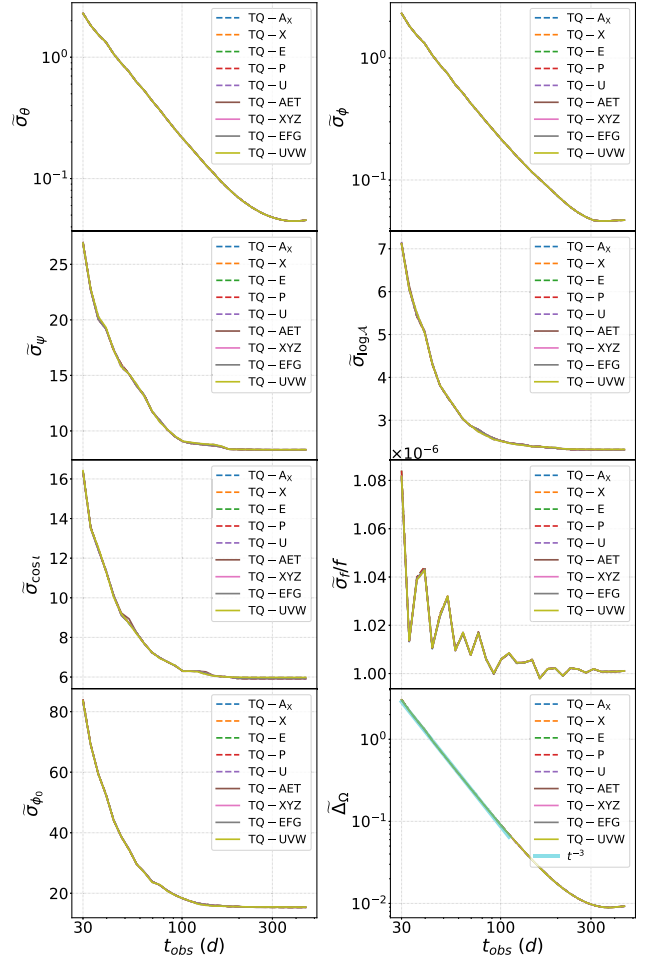 TQ − A_X
TQ − X
TQ − E
TQ − P
TQ − U
TQ − AET
TQ − XYZ
TQ − EFG
TQ − UVW
10⁰
10⁻¹
σ̃_θ
TQ − A_X
TQ − X
TQ − E
TQ − P
TQ − U
TQ − AET
TQ − XYZ
TQ − EFG
TQ − UVW
10⁰
10⁻¹
σ̃_ϕ
TQ − A_X
TQ − X
TQ − E
TQ − P
TQ − U
TQ − AET
TQ − XYZ
TQ − EFG
TQ − UVW
25
20
15
10
σ̃_ψ
TQ − A_X
TQ − X
TQ − E
TQ − P
TQ − U
TQ − AET
TQ − XYZ
TQ − EFG
TQ − UVW
7
6
5
4
3
σ̃_log𝒜
TQ − A_X
TQ − X
TQ − E
TQ − P
TQ − U
TQ − AET
TQ − XYZ
TQ − EFG
TQ − UVW
16
14
12
10
8
6
σ̃_cos ι
×10⁻⁶
TQ − A_X
TQ − X
TQ − E
TQ − P
TQ − U
TQ − AET
TQ − XYZ
TQ − EFG
TQ − UVW
1.08
1.06
1.04
1.02
1.00
σ̃_f/f
TQ − A_X
TQ − X
TQ − E
TQ − P
TQ − U
TQ − AET
TQ − XYZ
TQ − EFG
TQ − UVW
80
60
40
20
σ̃_ϕ₀
30
100
300
t_obs (d)
TQ − A_X
TQ − X
TQ − E
TQ − P
TQ − U
TQ − AET
TQ − XYZ
TQ − EFG
TQ − UVW
t⁻³
10⁰
10⁻¹
10⁻²
Δ̃_Ω
30
100
300
t_obs (d)